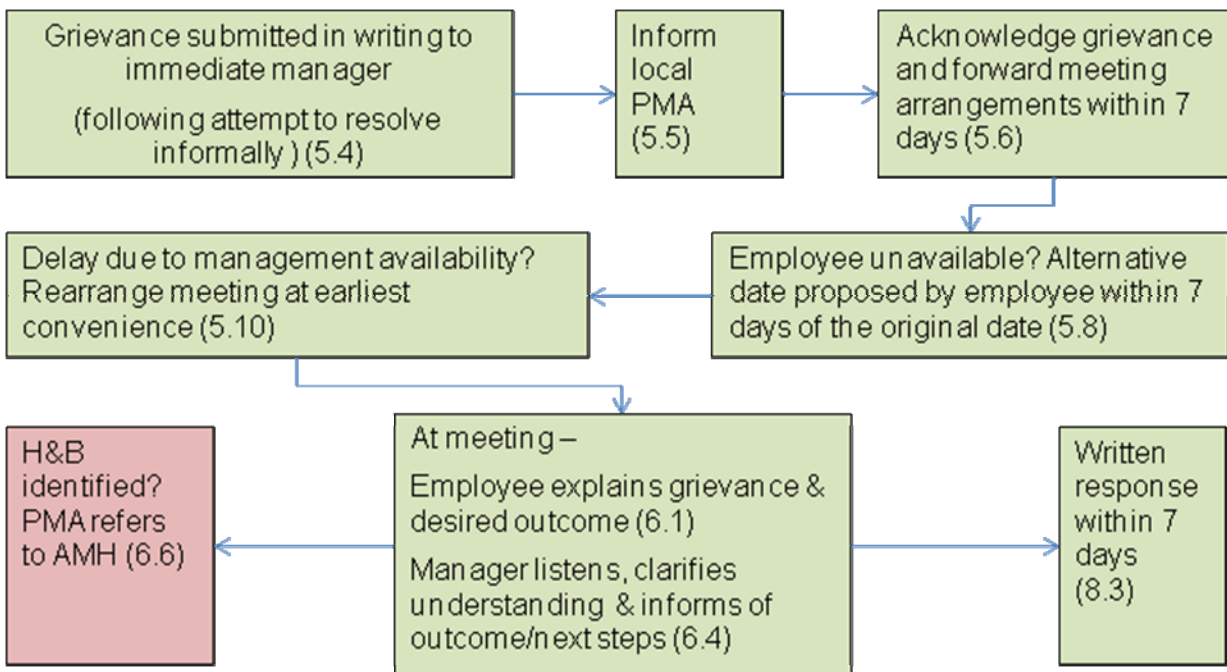 Grievance submitted in writing to
immediate manager
(following attempt to resolve
informally ) (5.4)
Inform
local
PMA
(5.5)
Acknowledge grievance
and forward meeting
arrangements within 7
days (5.6)
Delay due to management availability?
Rearrange meeting at earliest
convenience (5.10)
Employee unavailable? Alternative
date proposed by employee within 7
days of the original date (5.8)
H&B
identified?
PMA refers
to AMH (6.6)
At meeting –
Employee explains grievance &
desired outcome (6.1)
Manager listens, clarifies
understanding & informs of
outcome/next steps (6.4)
Written
response
within 7
days
(8.3)